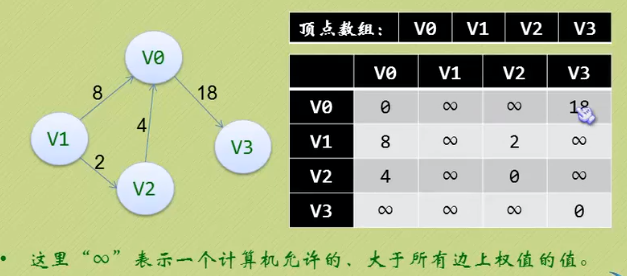 顶点数组： V0 V1 V2 V3
V0
8
18
4
V1
V3
2
V2
V0 V1 V2 V3
V0 0 ∞ ∞ 18
V1 8 ∞ 2 ∞
V2 4 ∞ 0 ∞
V3 ∞ ∞ ∞ 0
• 这里“∞”表示一个计算机允许的、大于所有边上权值的值。